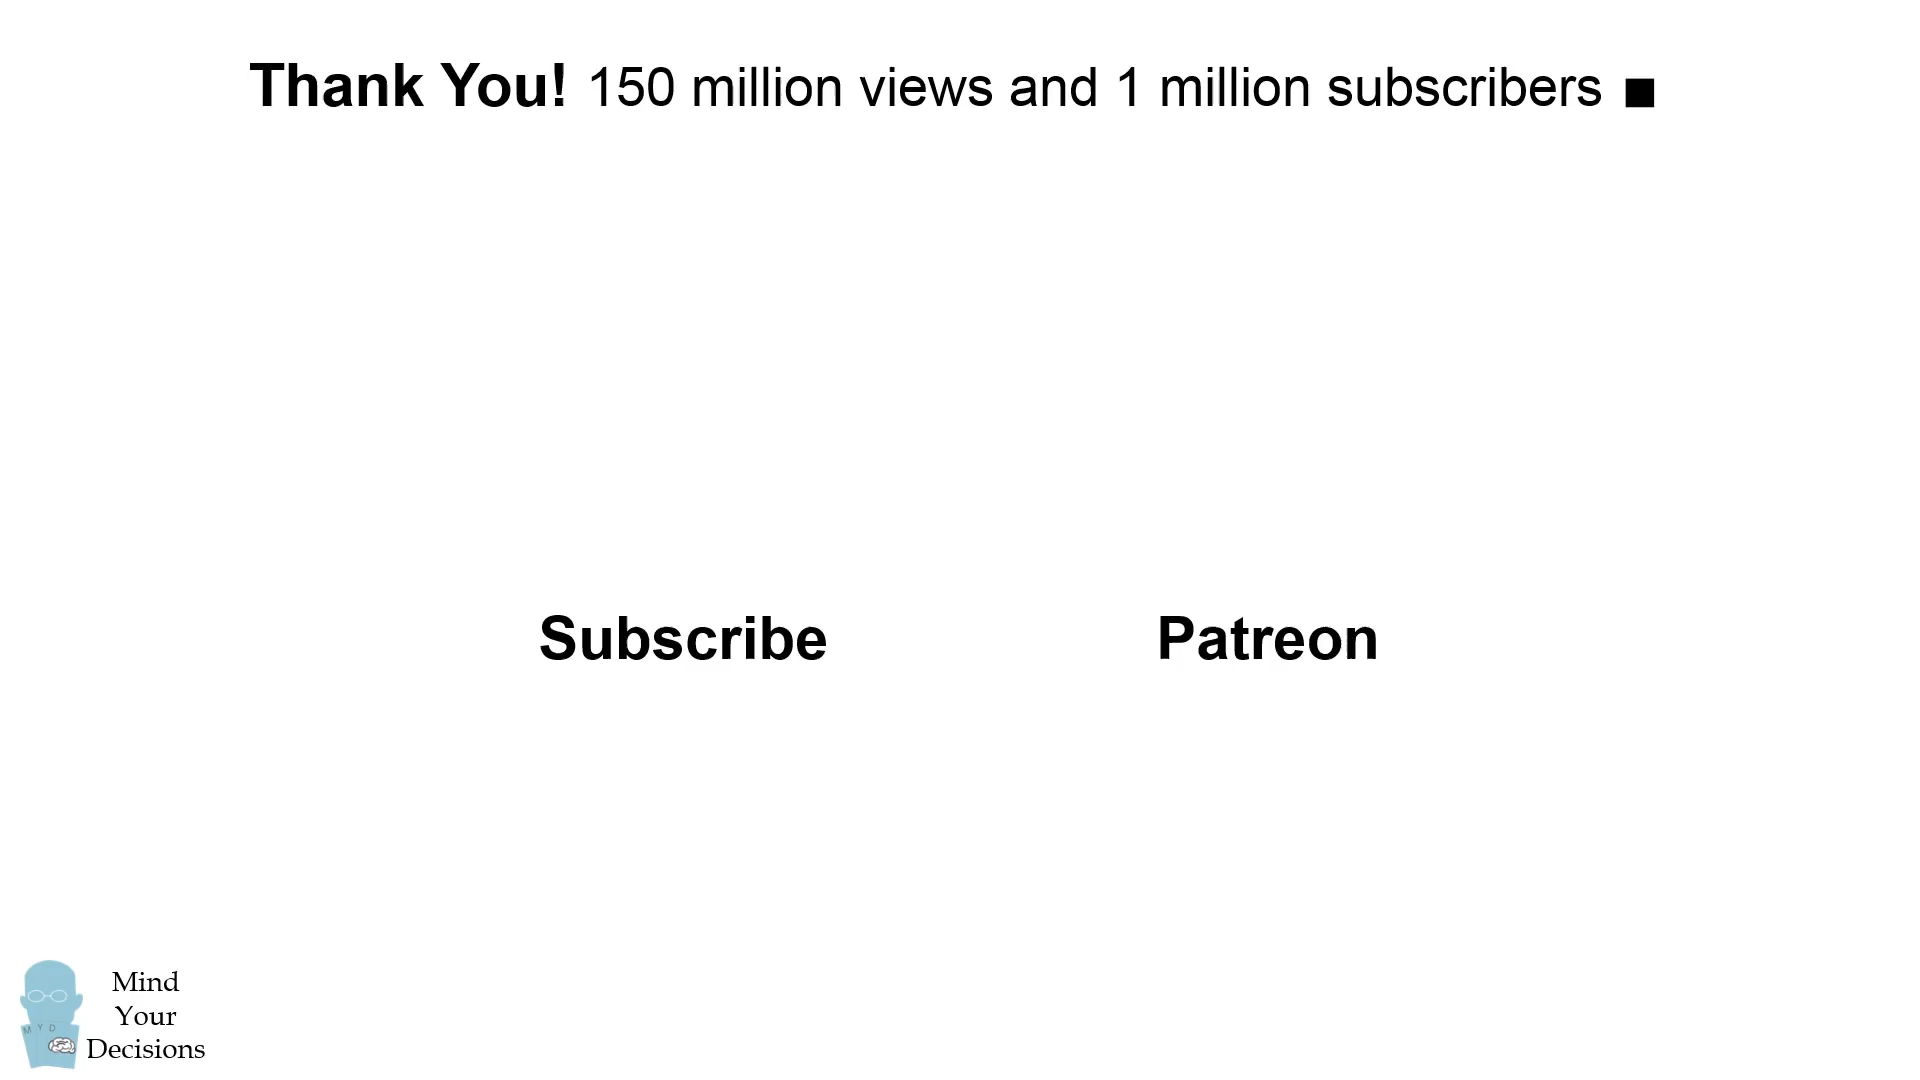 Thank You! 150 million views and 1 million subscribers ■
Subscribe
Patreon
Mind
Your
Decisions
M Y D